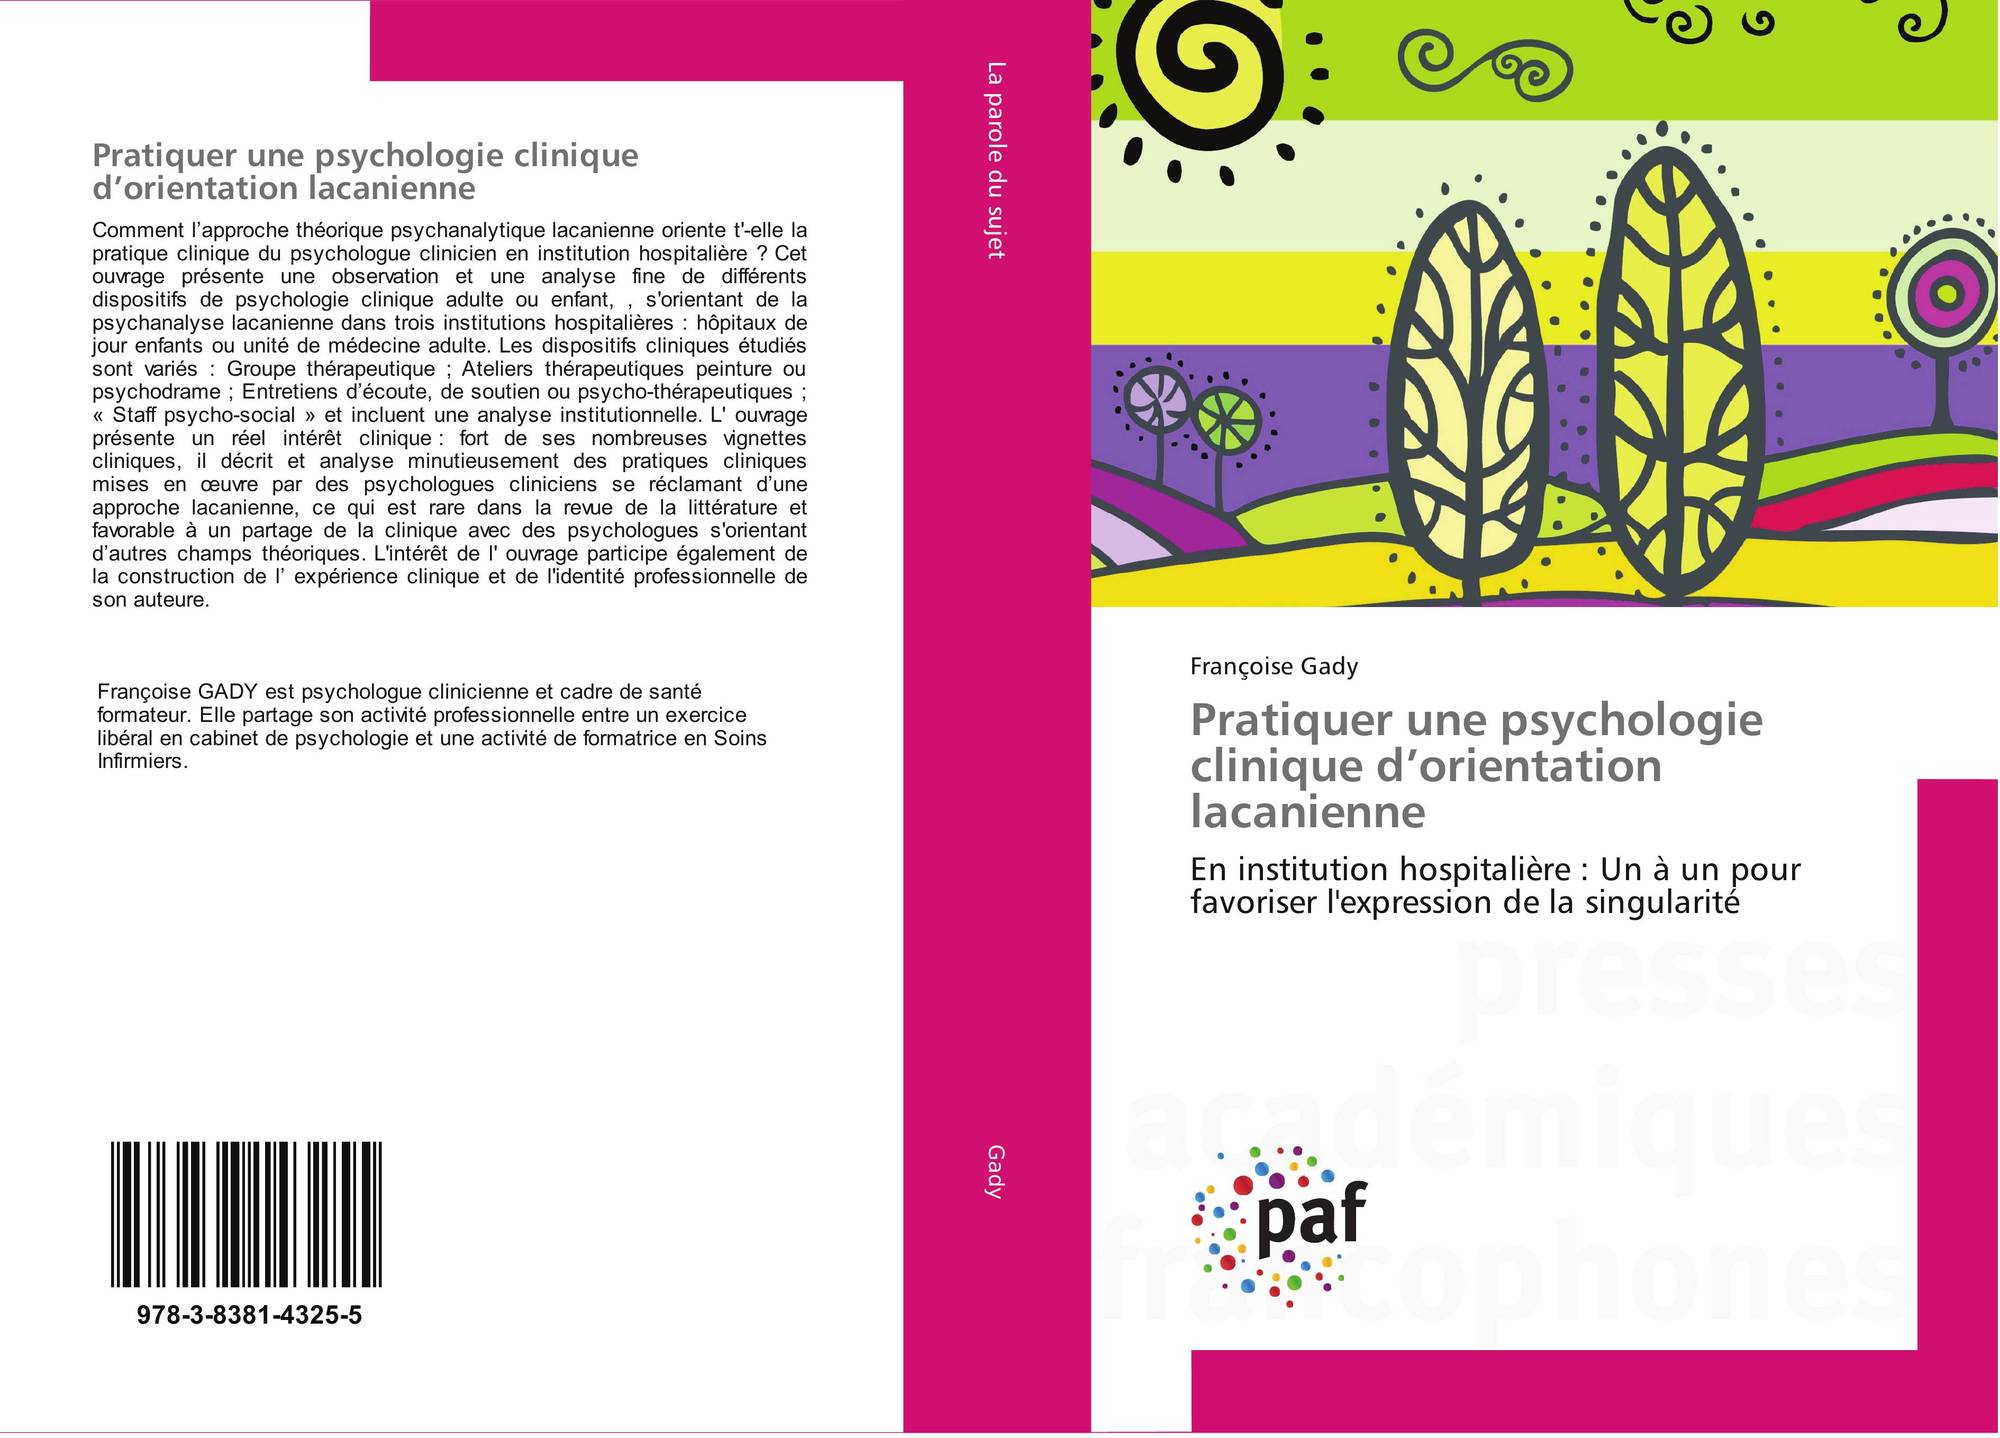 Pratiquer une psychologie clinique
d’orientation lacanienne
Comment l’approche théorique psychanalytique lacanienne oriente t'-elle la
pratique clinique du psychologue clinicien en institution hospitalière ? Cet
ouvrage présente une observation et une analyse fine de différents
dispositifs de psychologie clinique adulte ou enfant, , s'orientant de la
psychanalyse lacanienne dans trois institutions hospitalières : hôpitaux de
jour enfants ou unité de médecine adulte. Les dispositifs cliniques étudiés
sont variés : Groupe thérapeutique ; Ateliers thérapeutiques peinture ou
psychodrame ; Entretiens d’écoute, de soutien ou psycho-thérapeutiques ;
« Staff psycho-social » et incluent une analyse institutionnelle. L' ouvrage
présente un réel intérêt clinique : fort de ses nombreuses vignettes
cliniques, il décrit et analyse minutieusement des pratiques cliniques
mises en œuvre par des psychologues cliniciens se réclamant d’une
approche lacanienne, ce qui est rare dans la revue de la littérature et
favorable à un partage de la clinique avec des psychologues s'orientant
d’autres champs théoriques. L'intérêt de l' ouvrage participe également de
la construction de l’ expérience clinique et de l'identité professionnelle de
son auteure.
Françoise GADY est psychologue clinicienne et cadre de santé
formateur. Elle partage son activité professionnelle entre un exercice
libéral en cabinet de psychologie et une activité de formatrice en Soins
Infirmiers.
978-3-8381-4325-5
La parole du sujet
Gady
Françoise Gady
Pratiquer une psychologie
clinique d’orientation
lacanienne
En institution hospitalière : Un à un pour
favoriser l'expression de la singularité
presses
académiques
francophones
paf